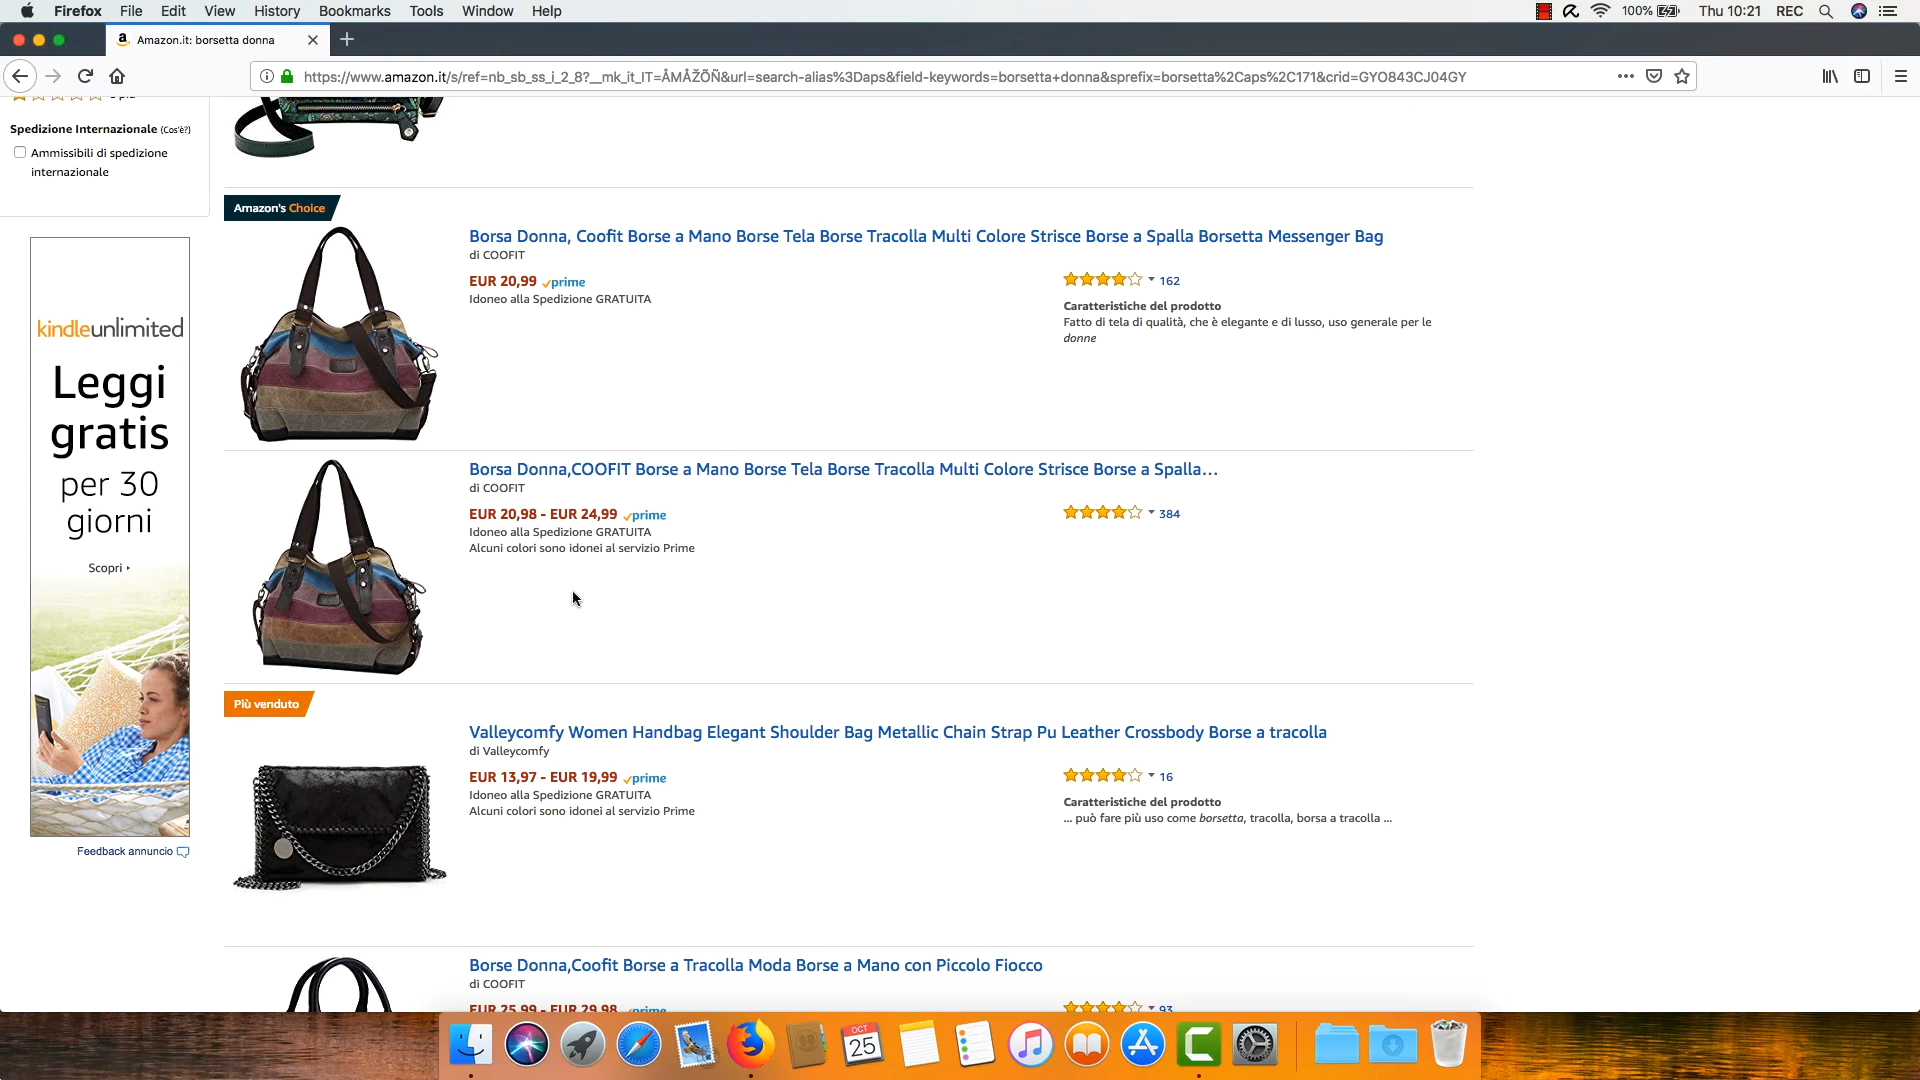 Firefox File Edit View History Bookmarks Tools Window Help
100% Thu 10:21 REC
Amazon.it: borsetta donna
https://www.amazon.it/s/ref=nb_sb_ss_i_2_8?__mk_it_IT=ÅMÅŽÕÑ&url=search-alias%3Daps&field-keywords=borsetta+donna&sprefix=borsetta%2Caps%2C171&crid=GYO843CJ04GY
Spedizione Internazionale (Cos'è?)
Ammissibili di spedizione
internazionale
kindleunlimited
Leggi
gratis
per 30
giorni
Scopri
Feedback annuncio
Amazon's Choice
Borsa Donna, Coofit Borse a Mano Borse Tela Borse Tracolla Multi Colore Strisce Borse a Spalla Borsetta Messenger Bag
di COOFIT
EUR 20,99 prime
Idoneo alla Spedizione GRATUITA
162
Caratteristiche del prodotto
Fatto di tela di qualità, che è elegante e di lusso, uso generale per le
donne
Borsa Donna,COOFIT Borse a Mano Borse Tela Borse Tracolla Multi Colore Strisce Borse a Spalla...
di COOFIT
EUR 20,98 - EUR 24,99 prime
Idoneo alla Spedizione GRATUITA
Alcuni colori sono idonei al servizio Prime
384
Più venduto
Valleycomfy Women Handbag Elegant Shoulder Bag Metallic Chain Strap Pu Leather Crossbody Borse a tracolla
di Valleycomfy
EUR 13,97 - EUR 19,99 prime
Idoneo alla Spedizione GRATUITA
Alcuni colori sono idonei al servizio Prime
16
Caratteristiche del prodotto
... può fare più uso come borsetta, tracolla, borsa a tracolla ...
Borse Donna,Coofit Borse a Tracolla Moda Borse a Mano con Piccolo Fiocco
di COOFIT
EUR 25,99 - EUR 29,98 prime
93
OCT
25